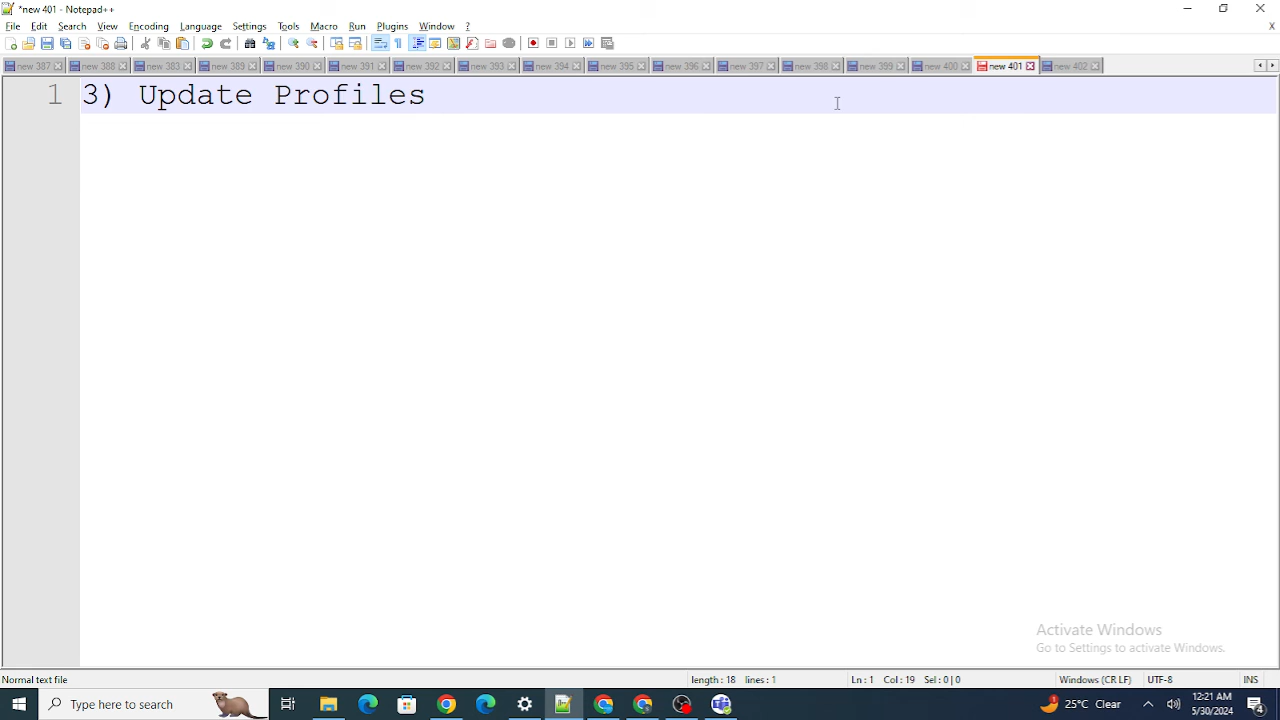 *new 401 - Notepad++
File Edit Search View Encoding Language Settings Tools Macro Run Plugins Window ?
new 387 new 388 new 383 new 389 new 390 new 391 new 392 new 393 new 394 new 395 new 396 new 397 new 398 new 399 new 400 new 401 new 402
1 3) Update Profiles
Activate Windows
Go to Settings to activate Windows.
Normal text file length : 18 lines : 1 Ln : 1 Col : 19 Sel : 0 | 0 Windows (CR LF) UTF-8 INS
Type here to search 25°C Clear 12:21 AM
5/30/2024 4